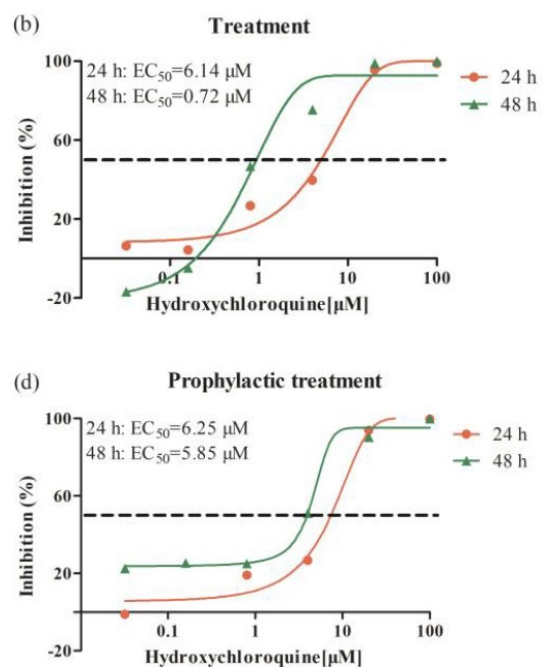 (b)
Treatment
24 h: EC50=6.14 μM
48 h: EC50=0.72 μM
24 h
48 h
Inhibition (%)
100
60
20
-20
0.1
1
10
100
Hydroxychloroquine[μM]
(d)
Prophylactic treatment
24 h: EC50=6.25 μM
48 h: EC50=5.85 μM
24 h
48 h
Inhibition (%)
100
60
20
-20
0.1
1
10
100
Hydroxychloroquine[μM]